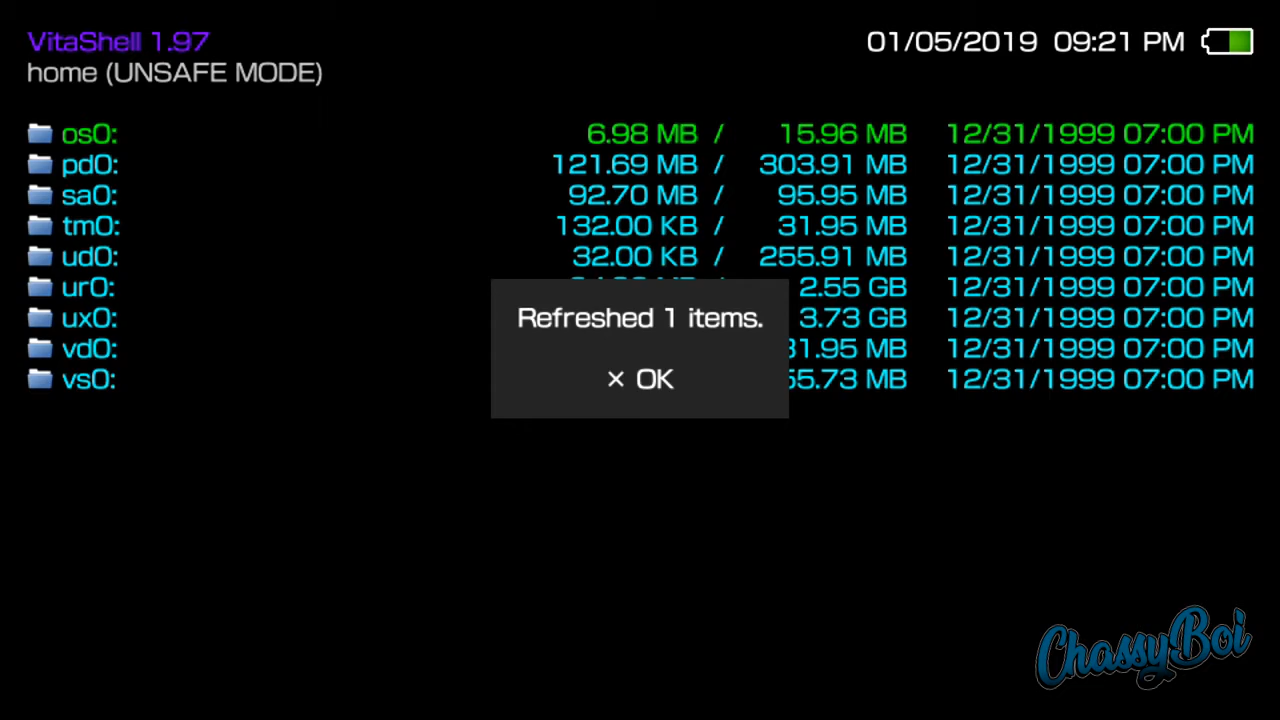 VitaShell 1.97 01/05/2019 09:21 PM
home (UNSAFE MODE)
os0: 6.98 MB / 15.96 MB 12/31/1999 07:00 PM
pd0: 121.69 MB / 303.91 MB 12/31/1999 07:00 PM
sa0: 92.70 MB / 95.95 MB 12/31/1999 07:00 PM
tm0: 132.00 KB / 31.95 MB 12/31/1999 07:00 PM
ud0: 32.00 KB / 255.91 MB 12/31/1999 07:00 PM
ur0: 2.55 GB 12/31/1999 07:00 PM
ux0: 3.73 GB 12/31/1999 07:00 PM
vd0: 31.95 MB 12/31/1999 07:00 PM
vs0: 55.73 MB 12/31/1999 07:00 PM
Refreshed 1 items.
× OK
ChassyBoi